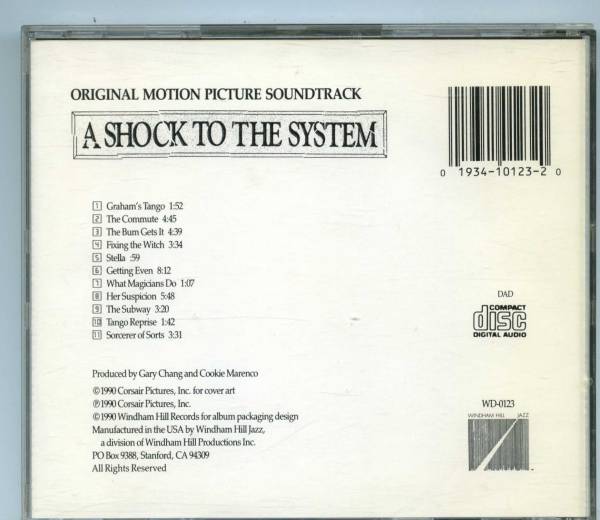 ORIGINAL MOTION PICTURE SOUNDTRACK
A SHOCK TO THE SYSTEM
0 1934-10123-2 0
1 Graham's Tango 1:52
2 The Commute 4:45
3 The Bum Gets It 4:39
4 Fixing the Witch 3:34
5 Stella :59
6 Getting Even 8:12
7 What Magicians Do 1:07
8 Her Suspicion 5:48
9 The Subway 3:20
10 Tango Reprise 1:42
11 Sorcerer of Sorts 3:31
DAD
COMPACT
disc
DIGITAL AUDIO
Produced by Gary Chang and Cookie Marenco
©1990 Corsair Pictures, Inc. for cover art
℗1990 Corsair Pictures, Inc.
©1990 Windham Hill Records for album packaging design
Manufactured in the USA by Windham Hill Jazz,
a division of Windham Hill Productions Inc.
PO Box 9388, Stanford, CA 94309
All Rights Reserved
WD-0123
WINDHAM HILL JAZZ